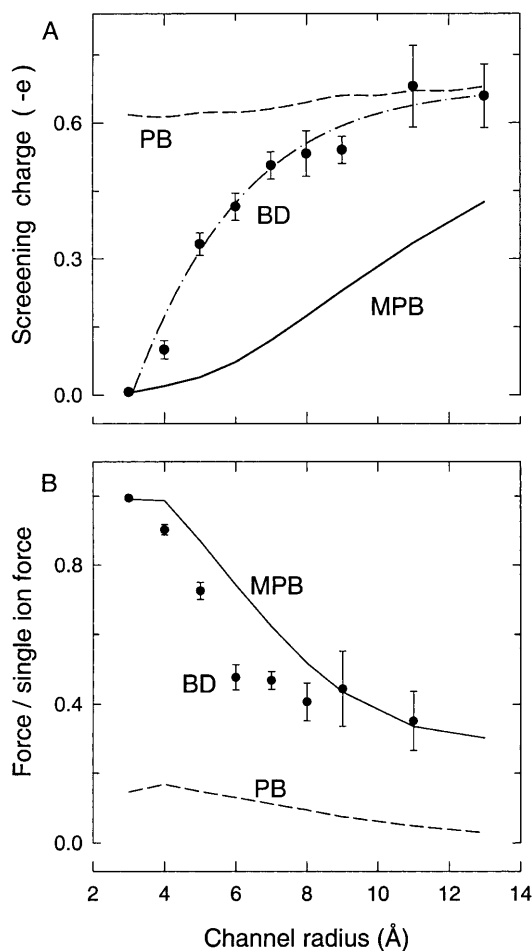 A
Screeening charge (-e)
0.6
0.3
0.0
PB
BD
MPB
B
Force / single ion force
0.8
0.4
0.0
MPB
BD
PB
2 4 6 8 10 12 14
Channel radius (Å)